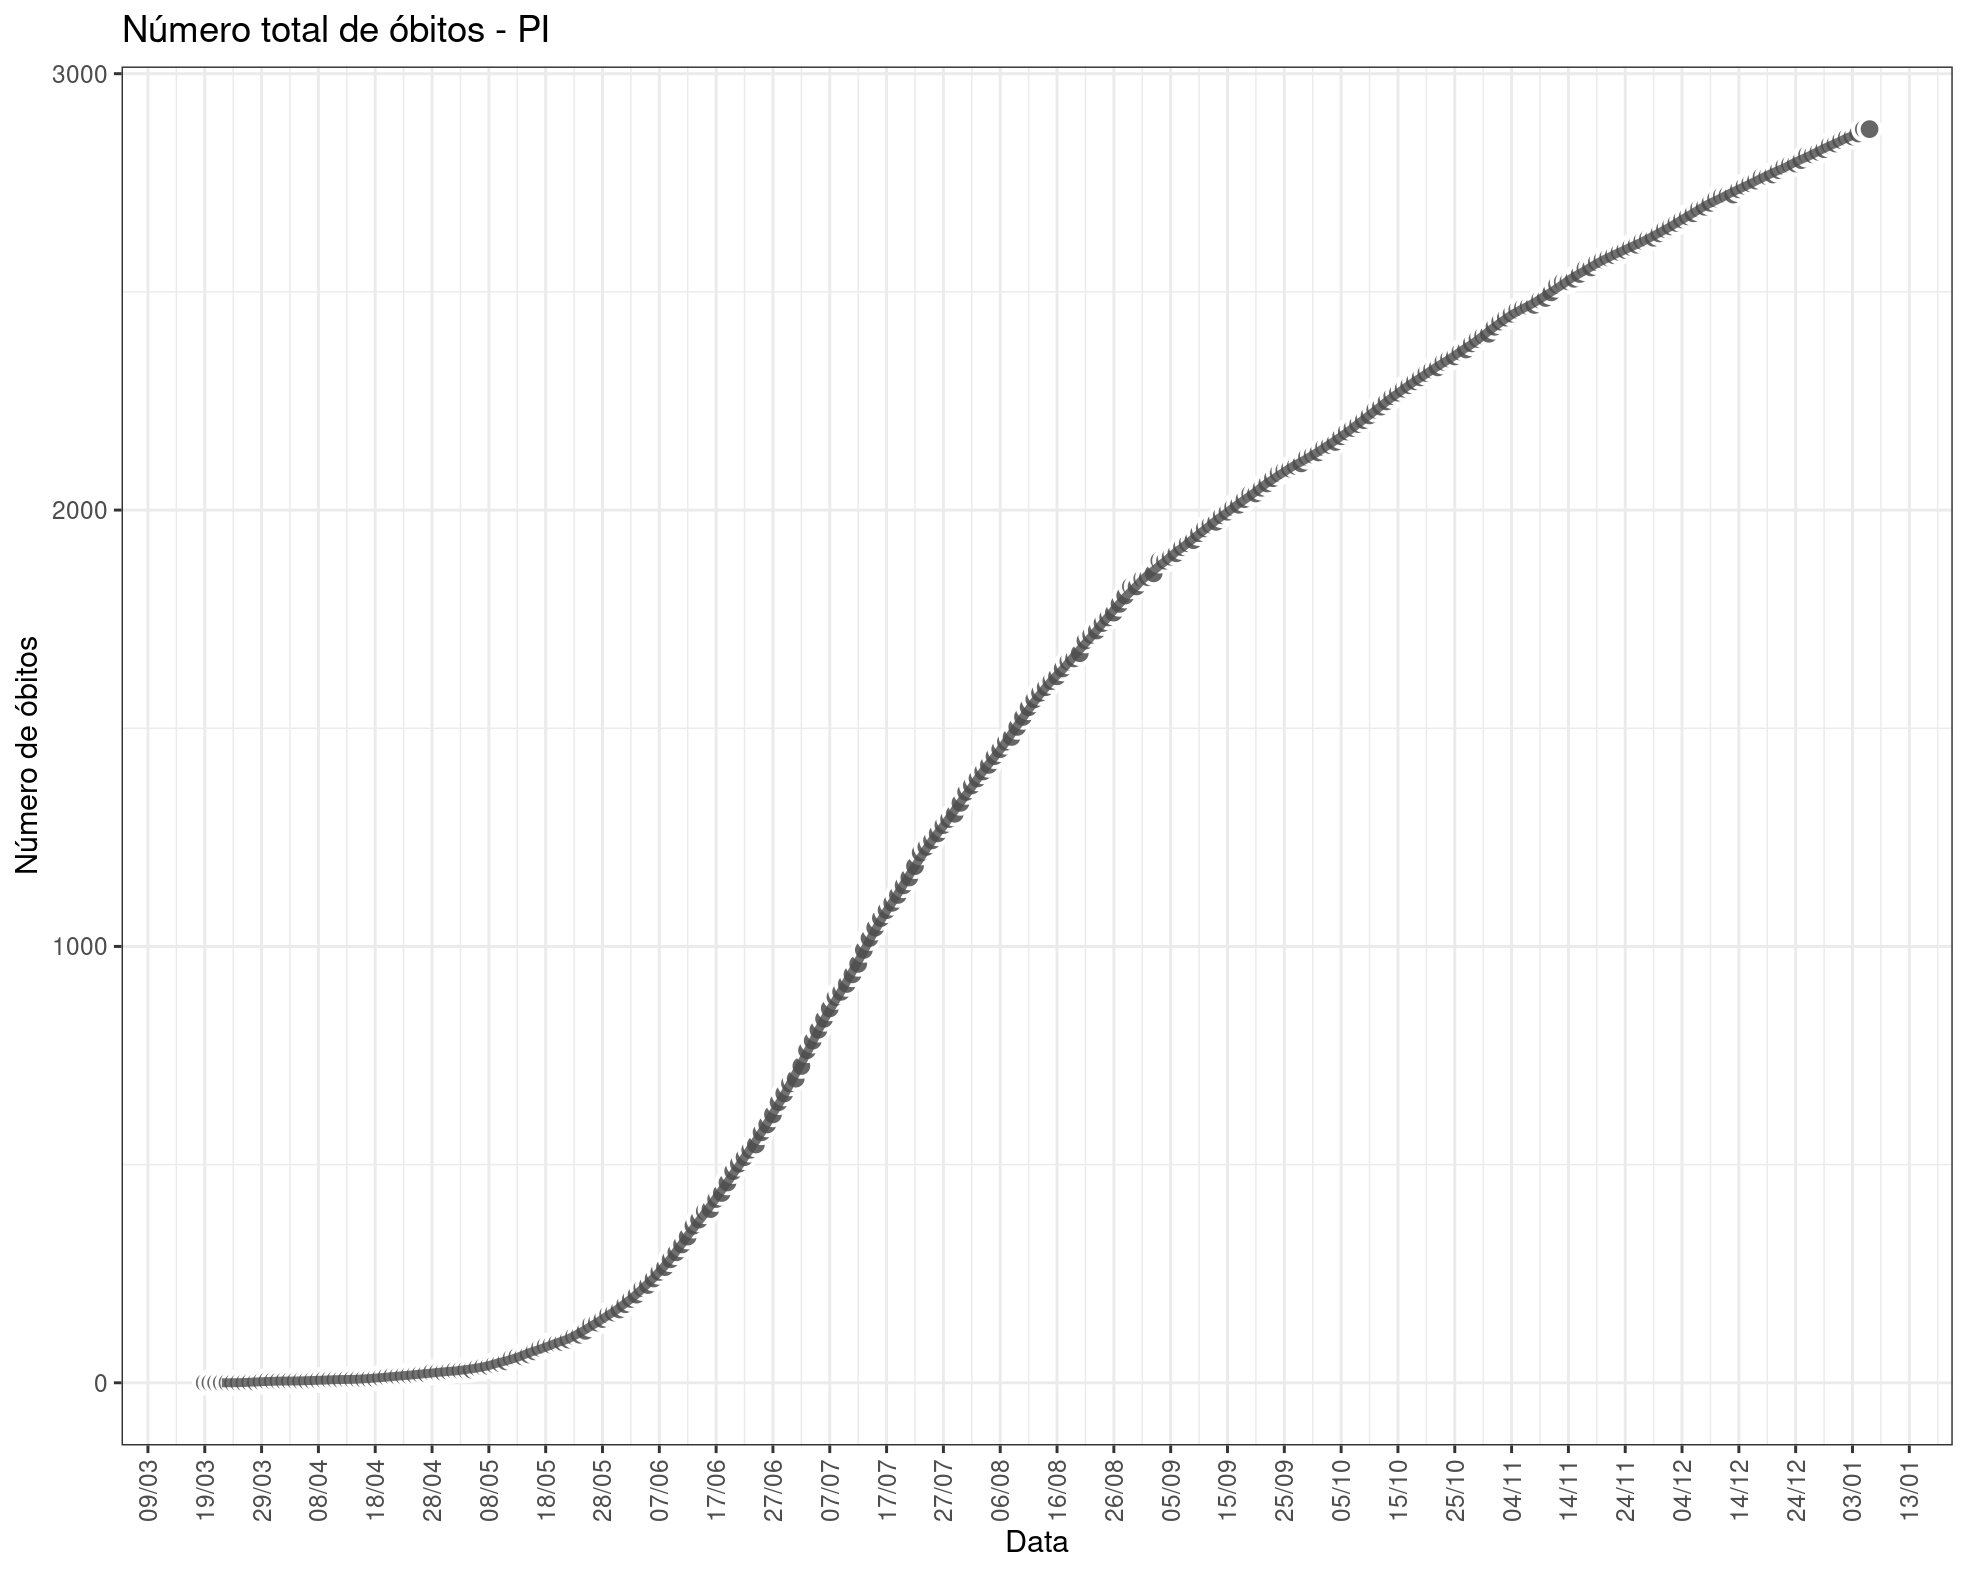 Número total de óbitos - PI
3000
2000
1000
0
Número de óbitos
09/03 19/03 29/03 08/04 18/04 28/04 08/05 18/05 28/05 07/06 17/06 27/06 07/07 17/07 27/07 06/08 16/08 26/08 05/09 15/09 25/09 05/10 15/10 25/10 04/11 14/11 24/11 04/12 14/12 24/12 03/01 13/01
Data